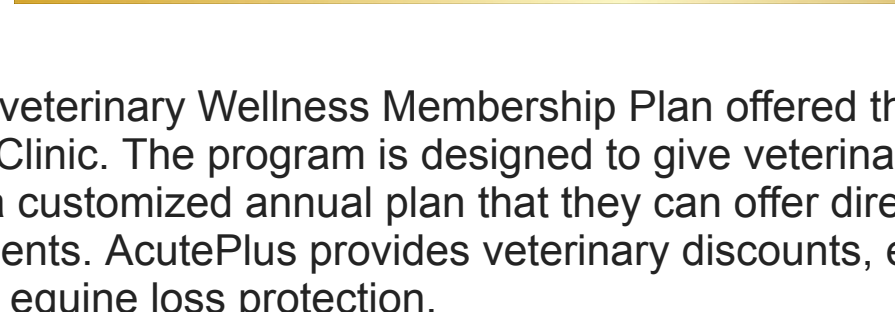 veterinary Wellness Membership Plan offered th
Clinic. The program is designed to give veterina
a customized annual plan that they can offer dire
ents. AcutePlus provides veterinary discounts, e
equine loss protection.